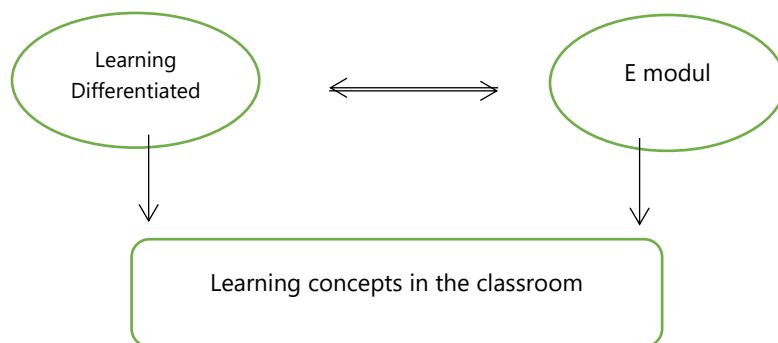 Learning
Differentiated
E modul
Learning concepts in the classroom